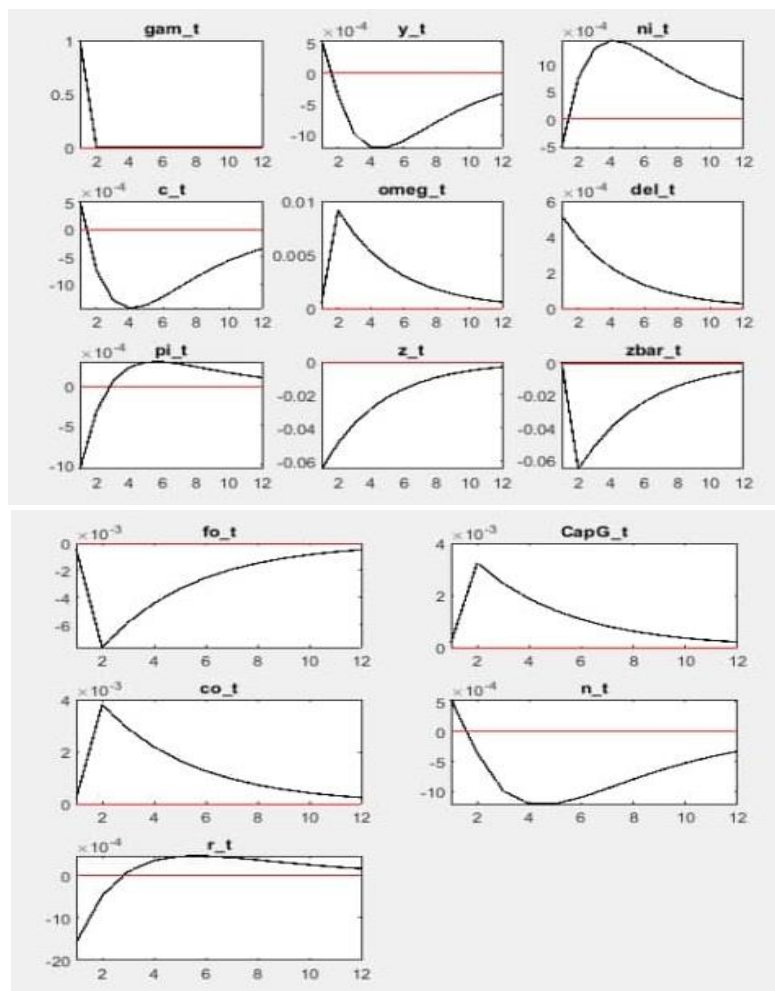 gam_t y_t ni_t
1 0.5 0 2 4 6 8 10 12
×10^-4 5 0 -5 -10 2 4 6 8 10 12
×10^-4 10 5 0 -5 2 4 6 8 10 12
c_t omeg_t del_t
×10^-4 5 0 -5 -10 2 4 6 8 10 12
0.01 0.005 0 2 4 6 8 10 12
×10^-4 6 4 2 0 2 4 6 8 10 12
pi_t z_t zbar_t
×10^-4 0 -5 -10 2 4 6 8 10 12
0 -0.02 -0.04 -0.06 2 4 6 8 10 12
0 -0.02 -0.04 -0.06 2 4 6 8 10 12
fo_t CapG_t
×10^-3 0 -2 -4 -6 2 4 6 8 10 12
×10^-3 4 2 0 2 4 6 8 10 12
co_t n_t
×10^-3 4 2 0 2 4 6 8 10 12
×10^-4 5 0 -5 -10 2 4 6 8 10 12
r_t
×10^-4 0 -10 -20 2 4 6 8 10 12